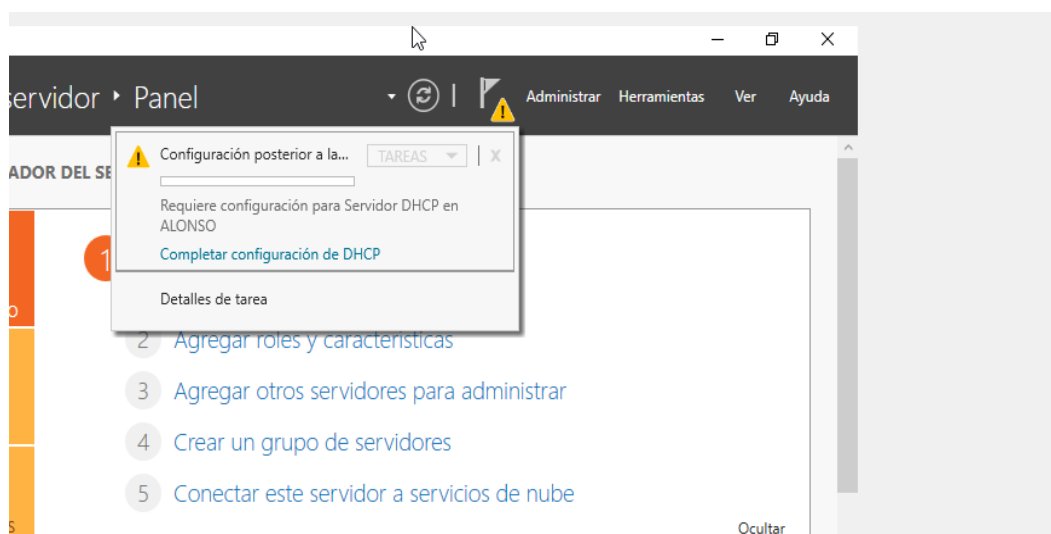 servidor ‣ Panel
Administrar Herramientas Ver Ayuda
Configuración posterior a la... TAREAS X
ADOR DEL SE
Requiere configuración para Servidor DHCP en
ALONSO
Completar configuración de DHCP
1
Detalles de tarea
2 Agregar roles y características
3 Agregar otros servidores para administrar
4 Crear un grupo de servidores
5 Conectar este servidor a servicios de nube
Ocultar